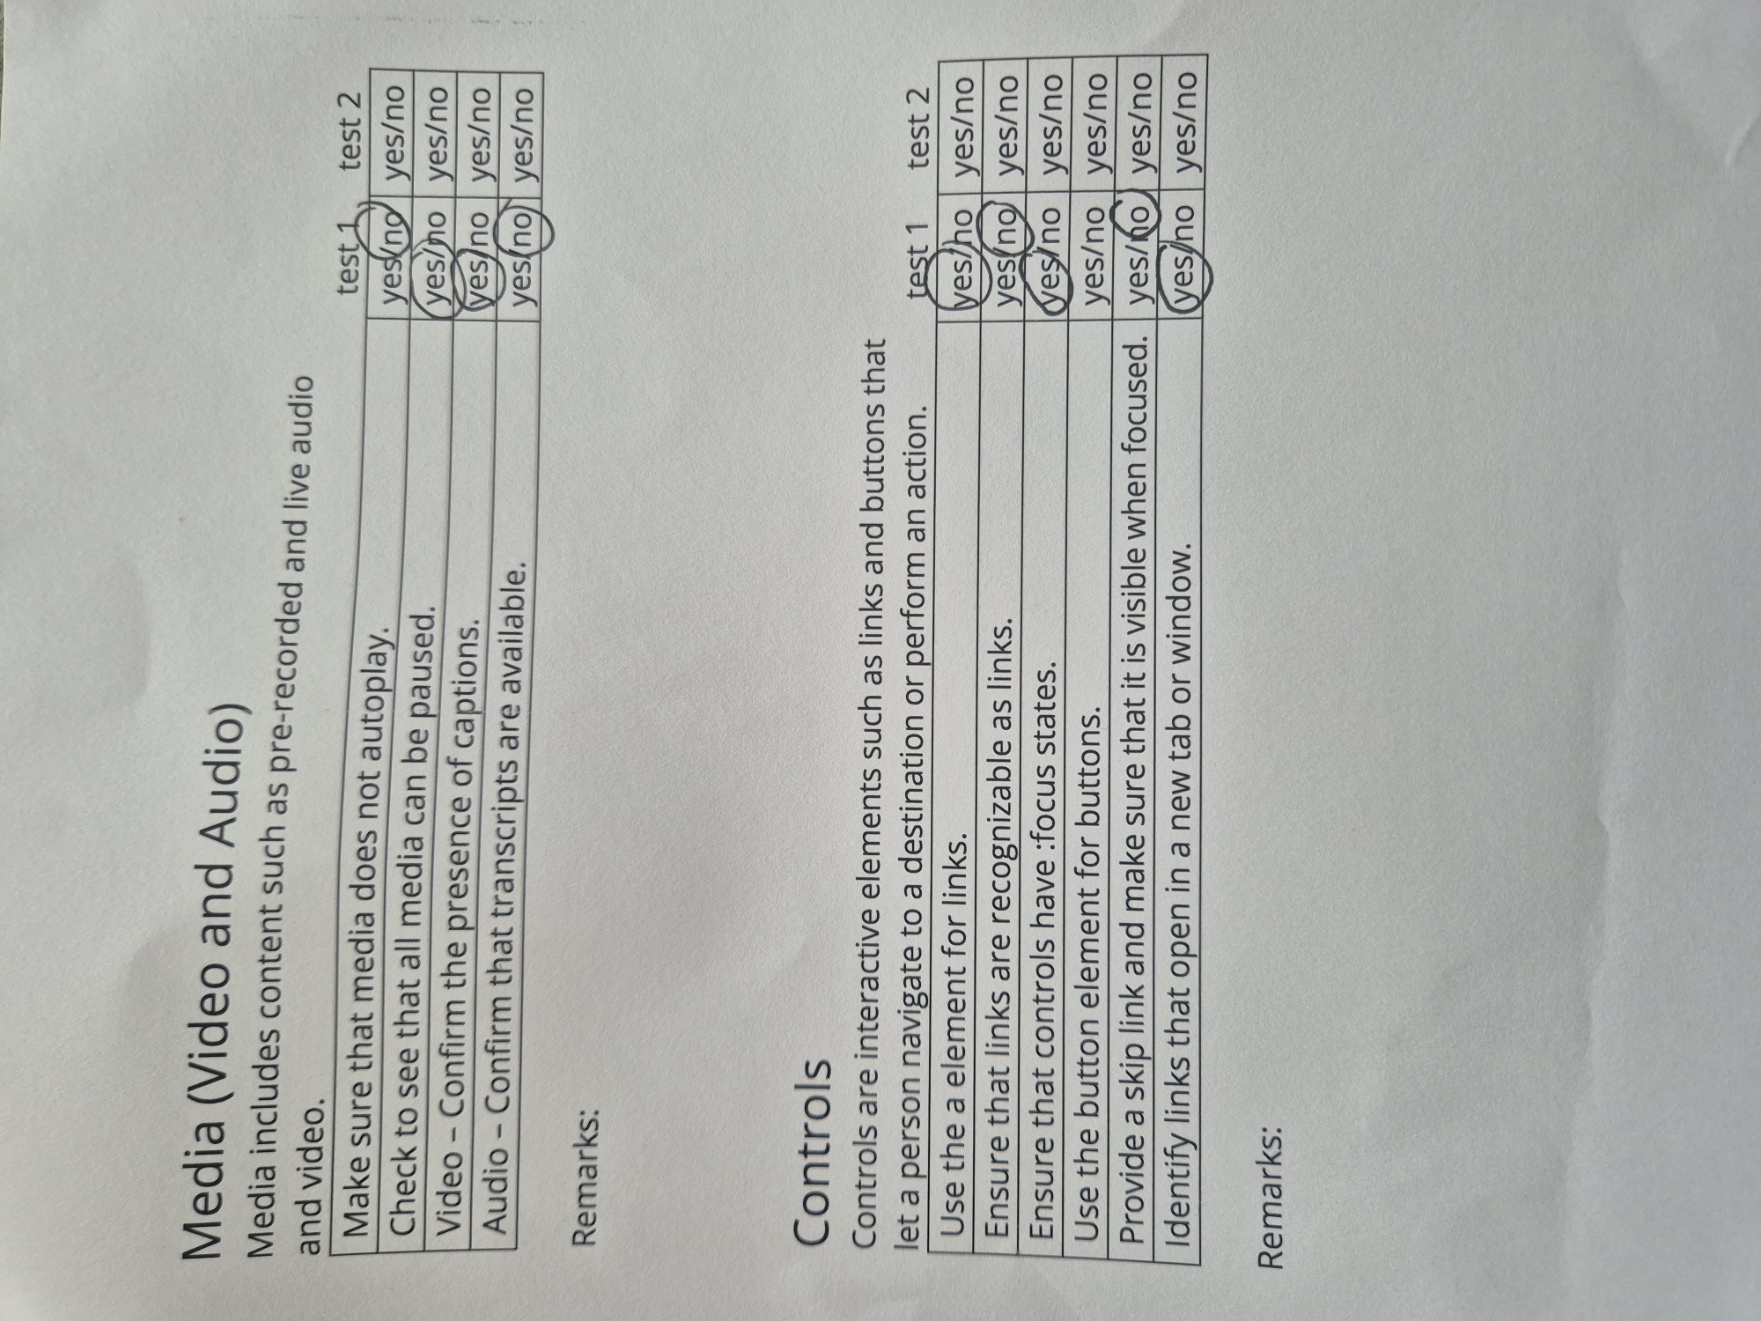 Media (Video and Audio)
Media includes content such as pre-recorded and live audio
and video.
test 1 test 2
Make sure that media does not autoplay. yes/no yes/no
Check to see that all media can be paused. yes/no yes/no
Video – Confirm the presence of captions. yes/no yes/no
Audio – Confirm that transcripts are available. yes/no yes/no
Remarks:
Controls
Controls are interactive elements such as links and buttons that
let a person navigate to a destination or perform an action. test 1 test 2
Use the a element for links. yes/no yes/no
Ensure that links are recognizable as links. yes/no yes/no
Ensure that controls have :focus states. yes/no yes/no
Use the button element for buttons. yes/no yes/no
Provide a skip link and make sure that it is visible when focused. yes/no yes/no
Identify links that open in a new tab or window. yes/no yes/no
Remarks: